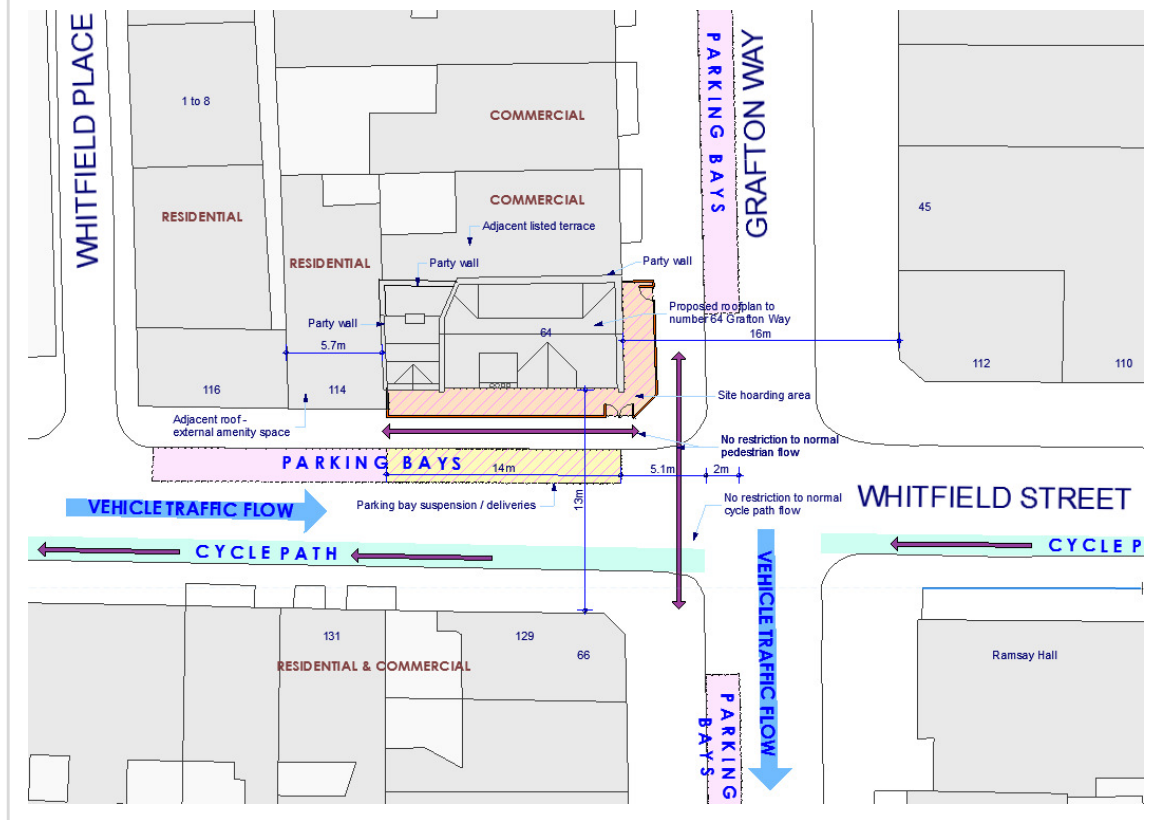 WHITFIELD PLACE
PARKING BAYS
GRAFTON WAY
1 to 8
COMMERCIAL
RESIDENTIAL
COMMERCIAL
45
Adjacent listed terrace
RESIDENTIAL
Party wall
Party wall
Proposed roofplan to
number 64 Grafton Way
Party wall
64
16m
5.7m
112
110
116
114
Site hoarding area
Adjacent roof -
external amenity space
No restriction to normal
pedestrian flow
PARKING BAYS
14m
5.1m
2m
13m
Parking bay suspension / deliveries
No restriction to normal
cycle path flow
WHITFIELD STREET
VEHICLE TRAFFIC FLOW
CYCLE PATH
CYCLE P
VEHICLE TRAFFIC FLOW
131
129
66
RESIDENTIAL & COMMERCIAL
Ramsay Hall
PARKING
BAYS